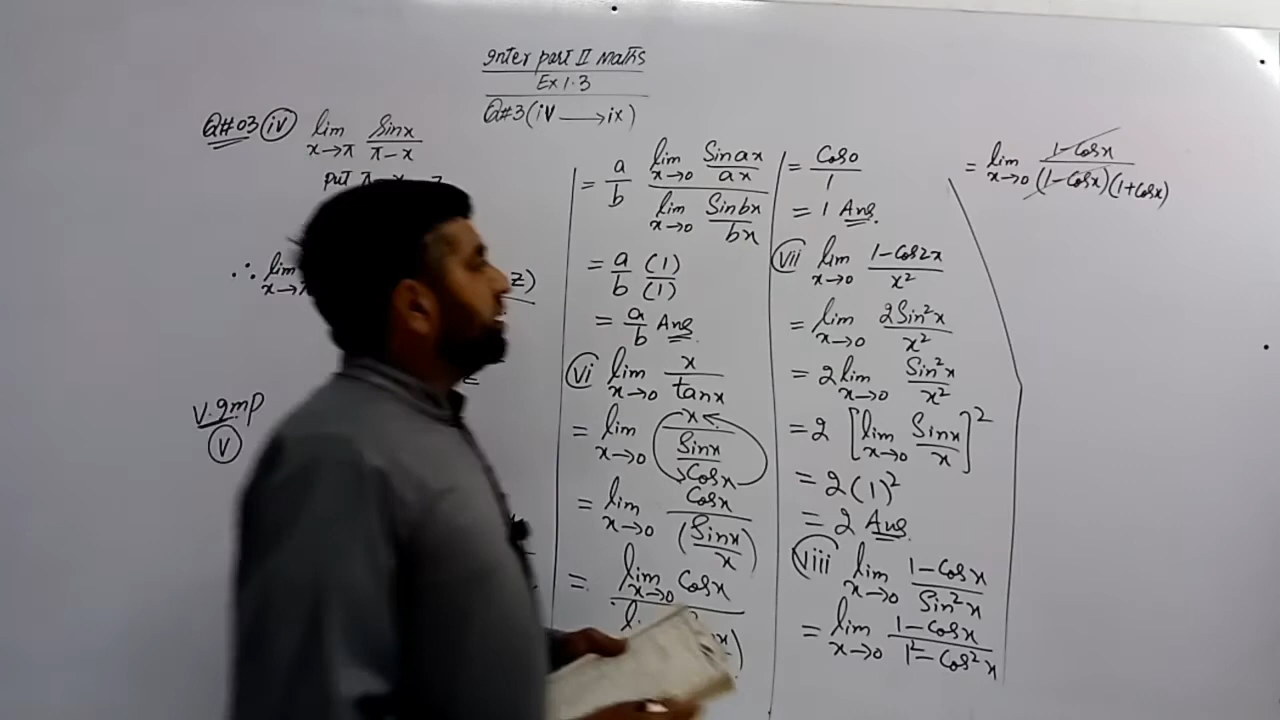 Inter part II Maths
Ex 1.3
Q#3(iv ⟶ ix)
Q#03 (iv) lim x→π Sinx/(π-x)
put π-x
∴ lim x→
z)
V.Imp
(v)
= a/b (lim x→0 Sinax/ax)/(lim x→0 Sinbx/bx)
= a/b (1)/(1)
= a/b Ans.
(vi) lim x→0 x/tanx
= lim x→0 x/(Sinx/Cosx)
= lim x→0 Cosx/(Sinx/x)
= lim x→0 Cosx
= Cos0/1
= 1 Ans.
(vii) lim x→0 (1-Cos2x)/x²
= lim x→0 2Sin²x/x²
= 2 lim x→0 Sin²x/x²
= 2 [lim x→0 Sinx/x]²
= 2(1)²
= 2 Ans.
(viii) lim x→0 (1-Cosx)/Sin²x
= lim x→0 (1-Cosx)/(1²-Cos²x)
= lim x→0 (1-Cosx)/((1-Cosx)(1+Cosx))